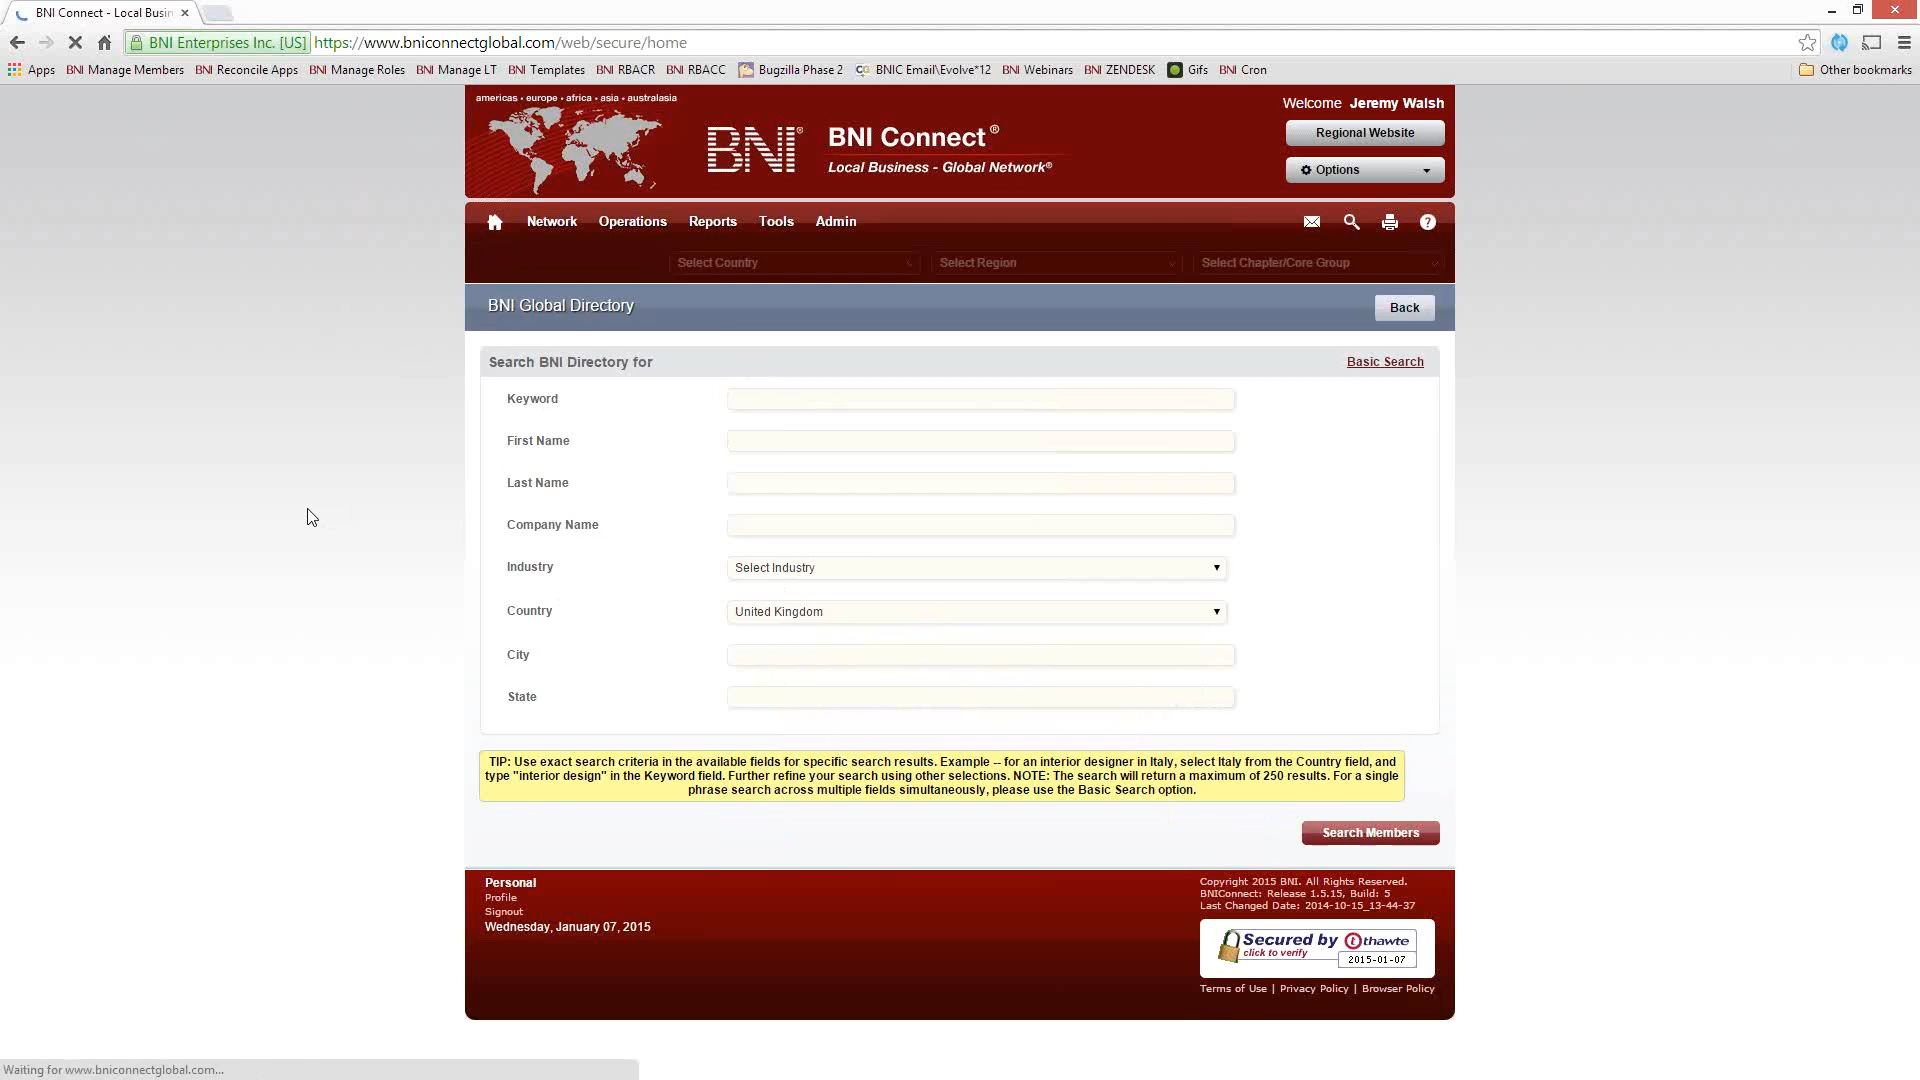 BNI Connect - Local Busin
BNI Enterprises Inc. [US] https://www.bniconnectglobal.com/web/secure/home
Apps BNI Manage Members BNI Reconcile Apps BNI Manage Roles BNI Manage LT BNI Templates BNI RBACR BNI RBACC Bugzilla Phase 2 BNIC Email\Evolve*12 BNI Webinars BNI ZENDESK Gifs BNI Cron Other bookmarks
americas • europe • africa • asia • australasia
BNI® BNI Connect®
Local Business - Global Network®
Welcome Jeremy Walsh
Regional Website
Options
Network Operations Reports Tools Admin
Select Country Select Region Select Chapter/Core Group
BNI Global Directory
Back
Search BNI Directory for
Basic Search
Keyword
First Name
Last Name
Company Name
Industry Select Industry
Country United Kingdom
City
State
TIP: Use exact search criteria in the available fields for specific search results. Example -- for an interior designer in Italy, select Italy from the Country field, and
type "interior design" in the Keyword field. Further refine your search using other selections. NOTE: The search will return a maximum of 250 results. For a single
phrase search across multiple fields simultaneously, please use the Basic Search option.
Search Members
Personal
Profile
Signout
Wednesday, January 07, 2015
Copyright 2015 BNI. All Rights Reserved.
BNIConnect: Release 1.5.15, Build: 5
Last Changed Date: 2014-10-15_13-44-37
Secured by thawte
click to verify
2015-01-07
Terms of Use | Privacy Policy | Browser Policy
Waiting for www.bniconnectglobal.com...